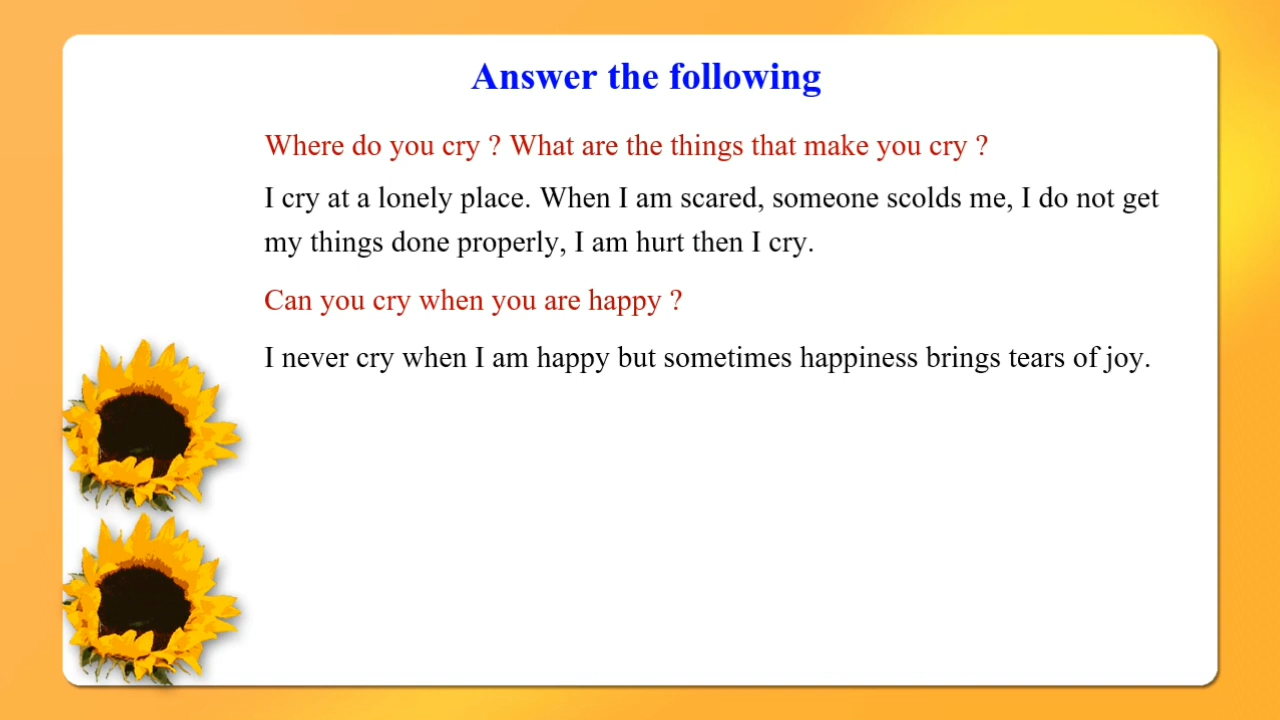 Answer the following
Where do you cry ? What are the things that make you cry ?
I cry at a lonely place. When I am scared, someone scolds me, I do not get
my things done properly, I am hurt then I cry.
Can you cry when you are happy ?
I never cry when I am happy but sometimes happiness brings tears of joy.